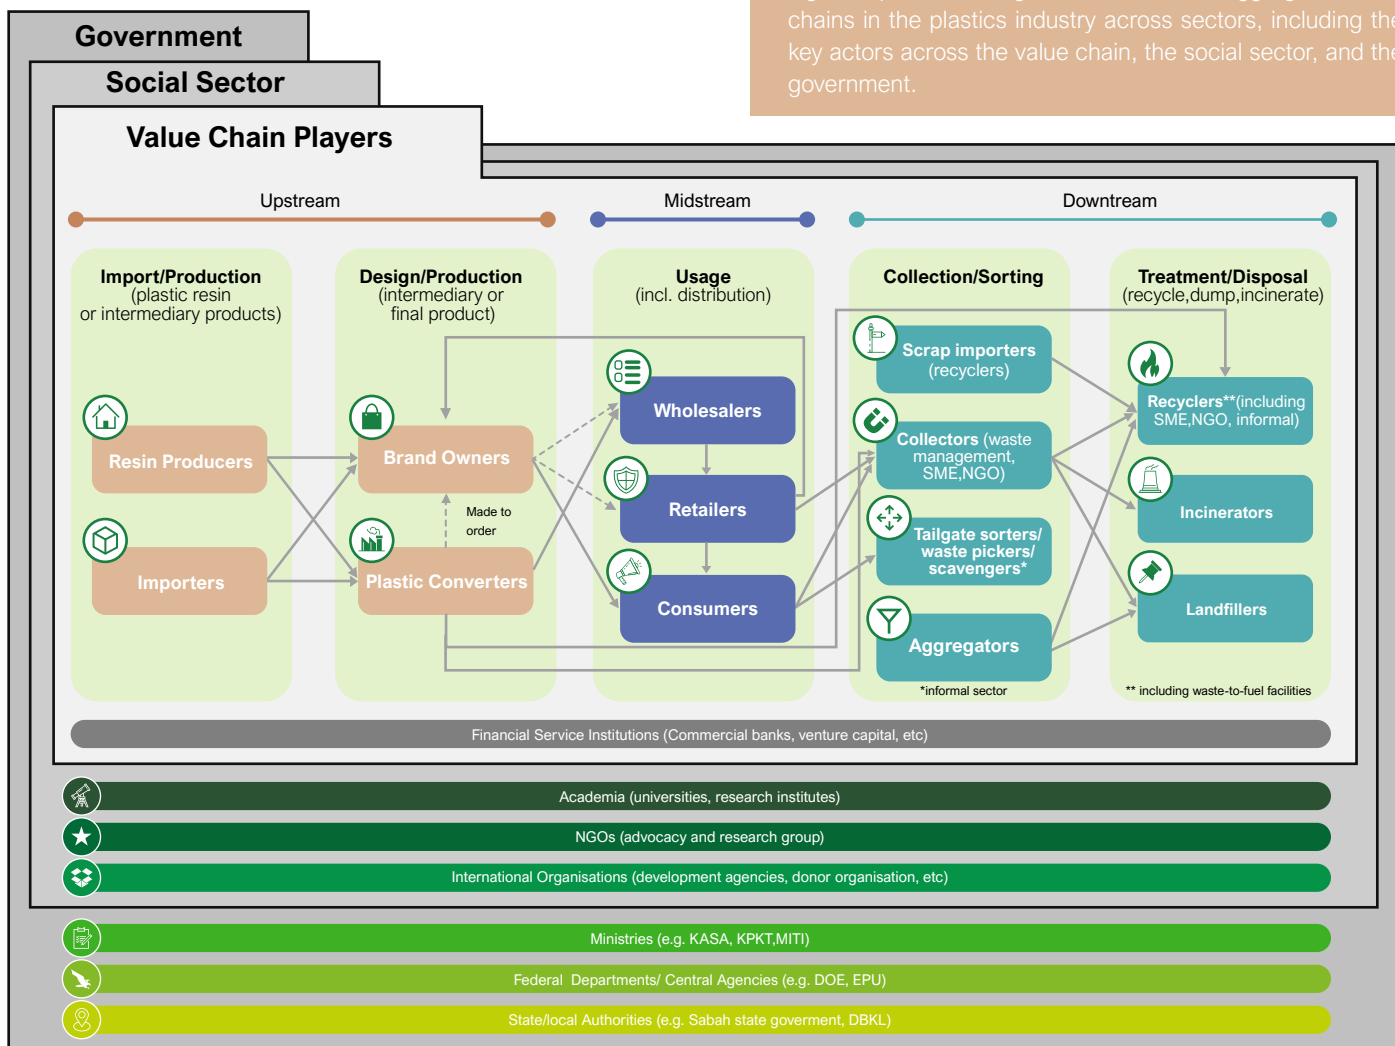 chains in the plastics industry across sectors, including the
key actors across the value chain, the social sector, and the
government.
Government
Social Sector
Value Chain Players
Upstream
Midstream
Downtream
Import/Production
(plastic resin
or intermediary products)
Design/Production
(intermediary or
final product)
Usage
(incl. distribution)
Collection/Sorting
Treatment/Disposal
(recycle,dump,incinerate)
Resin Producers
Importers
Brand Owners
Made to
order
Plastic Converters
Wholesalers
Retailers
Consumers
Scrap importers
(recyclers)
Collectors (waste
management,
SME,NGO)
Tailgate sorters/
waste pickers/
scavengers*
Aggregators
*informal sector
Recyclers**(including
SME,NGO, informal)
Incinerators
Landfillers
** including waste-to-fuel facilities
Financial Service Institutions (Commercial banks, venture capital, etc)
Academia (universities, research institutes)
NGOs (advocacy and research group)
International Organisations (development agencies, donor organisation, etc)
Ministries (e.g. KASA, KPKT,MITI)
Federal Departments/ Central Agencies (e.g. DOE, EPU)
State/local Authorities (e.g. Sabah state goverment, DBKL)